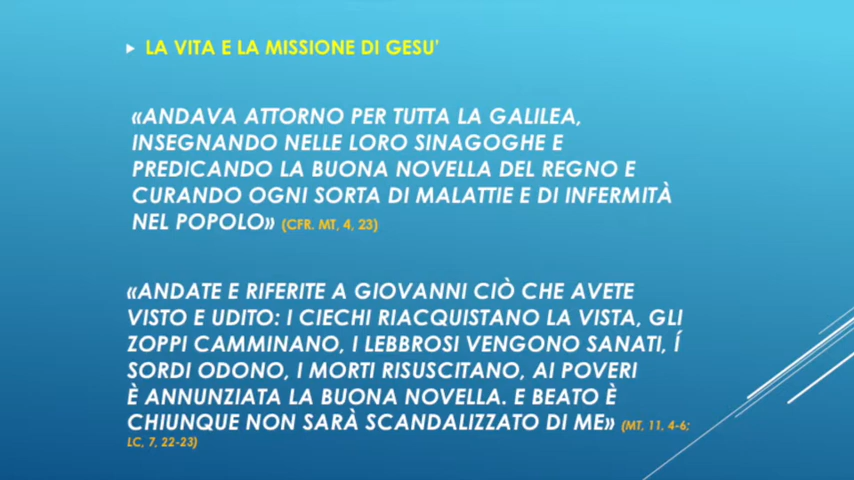 LA VITA E LA MISSIONE DI GESU'
«ANDAVA ATTORNO PER TUTTA LA GALILEA,
INSEGNANDO NELLE LORO SINAGOGHE E
PREDICANDO LA BUONA NOVELLA DEL REGNO E
CURANDO OGNI SORTA DI MALATTIE E DI INFERMITÀ
NEL POPOLO» (CFR. MT, 4, 23)
«ANDATE E RIFERITE A GIOVANNI CIÒ CHE AVETE
VISTO E UDITO: I CIECHI RIACQUISTANO LA VISTA, GLI
ZOPPI CAMMINANO, I LEBBROSI VENGONO SANATI, Í
SORDI ODONO, I MORTI RISUSCITANO, AI POVERI
È ANNUNZIATA LA BUONA NOVELLA. E BEATO È
CHIUNQUE NON SARÀ SCANDALIZZATO DI ME» (MT, 11, 4-6;
LC, 7, 22-23)